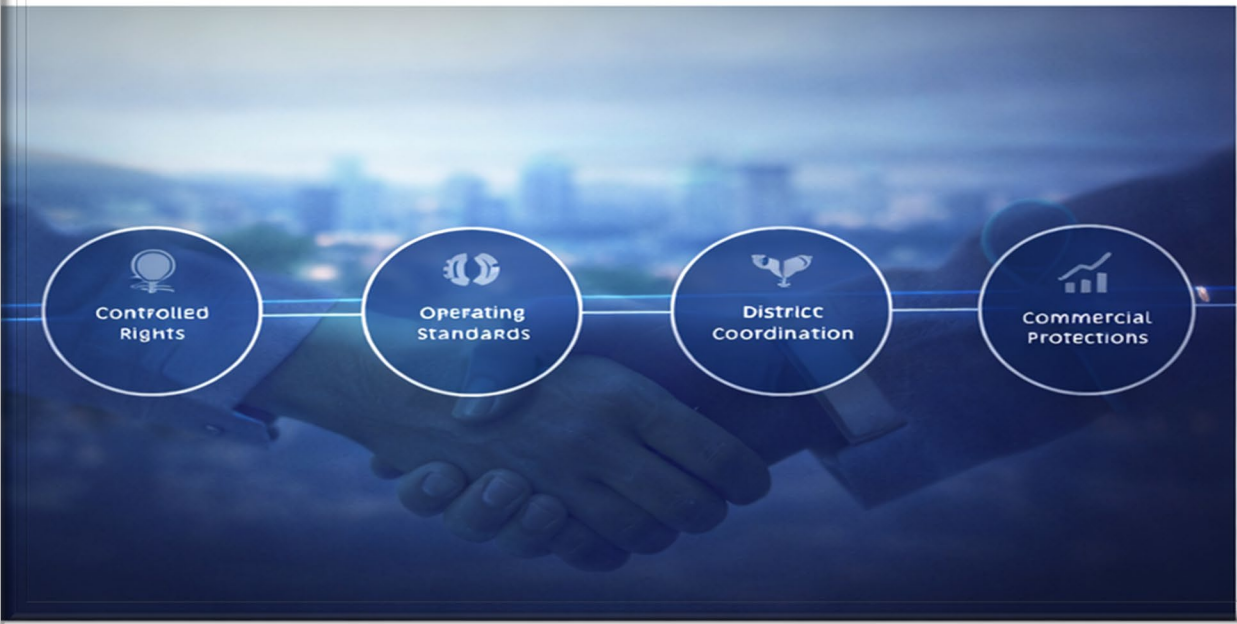 Controlled
Rights
Operating
Standards
Districc
Coordination
Commercial
Protections